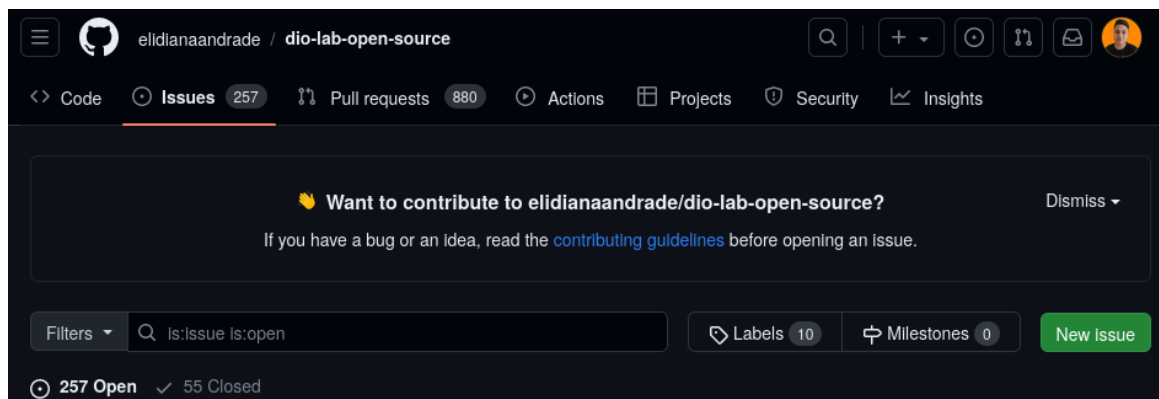 elidianaandrade / dio-lab-open-source
Code Issues 257 Pull requests 880 Actions Projects Security Insights
Want to contribute to elidianaandrade/dio-lab-open-source?
Dismiss
If you have a bug or an idea, read the contributing guidelines before opening an issue.
Filters is:issue is:open Labels 10 Milestones 0 New issue
257 Open 55 Closed